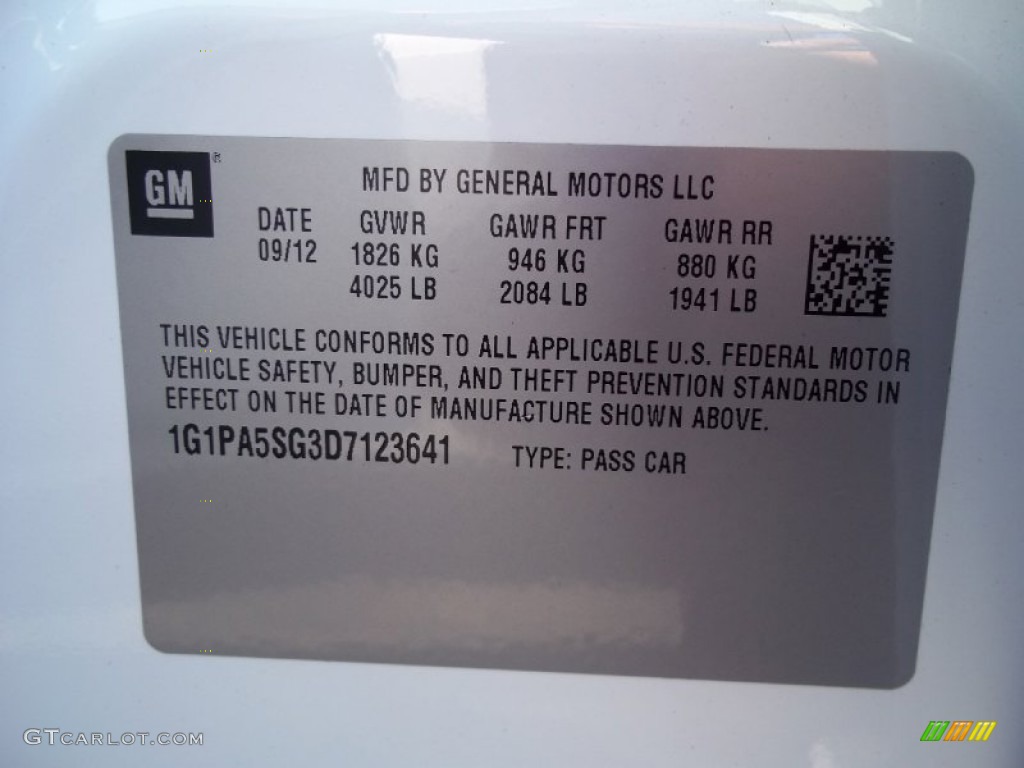 GM®
MFD BY GENERAL MOTORS LLC
DATE GVWR GAWR FRT GAWR RR
09/12 1826 KG 946 KG 880 KG
4025 LB 2084 LB 1941 LB
THIS VEHICLE CONFORMS TO ALL APPLICABLE U.S. FEDERAL MOTOR
VEHICLE SAFETY, BUMPER, AND THEFT PREVENTION STANDARDS IN
EFFECT ON THE DATE OF MANUFACTURE SHOWN ABOVE.
1G1PA5SG3D7123641 TYPE: PASS CAR
GTCARLOT.COM